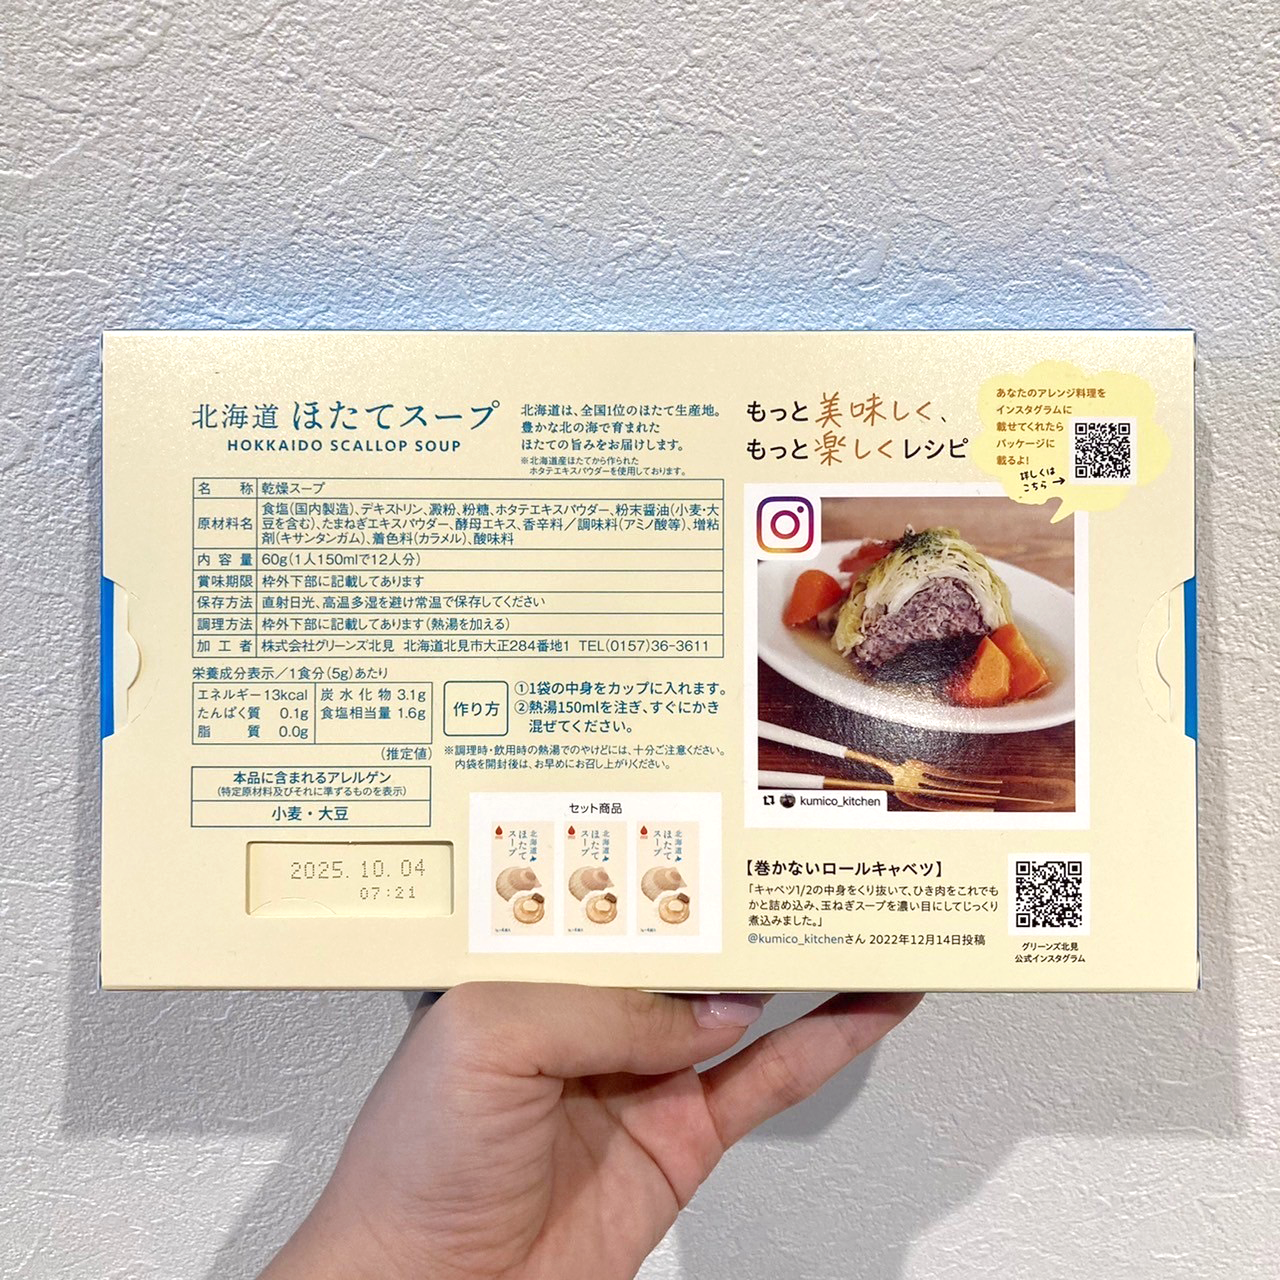 北海道 ほたてスープ
HOKKAIDO SCALLOP SOUP
北海道は、全国1位のほたて生産地。
豊かな北の海で育まれた
ほたての旨みをお届けします。
※北海道産ほたてから作られた
ホタテエキスパウダーを使用しております。
名 称 乾燥スープ
原材料名 食塩(国内製造)、デキストリン、澱粉、粉糖、ホタテエキスパウダー、粉末醤油(小麦・大
豆を含む)、たまねぎエキスパウダー、酵母エキス、香辛料／調味料(アミノ酸等)、増粘
剤(キサンタンガム)、着色料(カラメル)、酸味料
内 容 量 60g(1人150mlで12人分)
賞味期限 枠外下部に記載してあります
保存方法 直射日光、高温多湿を避け常温で保存してください
調理方法 枠外下部に記載してあります(熱湯を加える)
加 工 者 株式会社グリーンズ北見 北海道北見市大正284番地1 TEL(0157)36-3611
栄養成分表示／1食分(5g)あたり
エネルギー 13kcal 炭水化物 3.1g
たんぱく質 0.1g 食塩相当量 1.6g
脂 質 0.0g
(推定値)
作り方
①1袋の中身をカップに入れます。
②熱湯150mlを注ぎ、すぐにかき
混ぜてください。
※調理時・飲用時の熱湯でのやけどには、十分ご注意ください。
内袋を開封後は、お早めにお召し上がりください。
本品に含まれるアレルゲン
(特定原材料及びそれに準ずるものを表示)
小麦・大豆
2025.10.04
07:21
セット商品
北海道
ほたて
スープ
北海道
ほたて
スープ
北海道
ほたて
スープ
もっと美味しく、
もっと楽しくレシピ
あなたのアレンジ料理を
インスタグラムに
載せてくれたら
パッケージに
載るよ!
詳しくは
こちら→
kumico_kitchen
【巻かないロールキャベツ】
「キャベツ1/2の中身をくり抜いて、ひき肉をこれでも
かと詰め込み、玉ねぎスープを濃い目にしてじっくり
煮込みました。」
@kumico_kitchenさん 2022年12月14日投稿
グリーンズ北見
公式インスタグラム